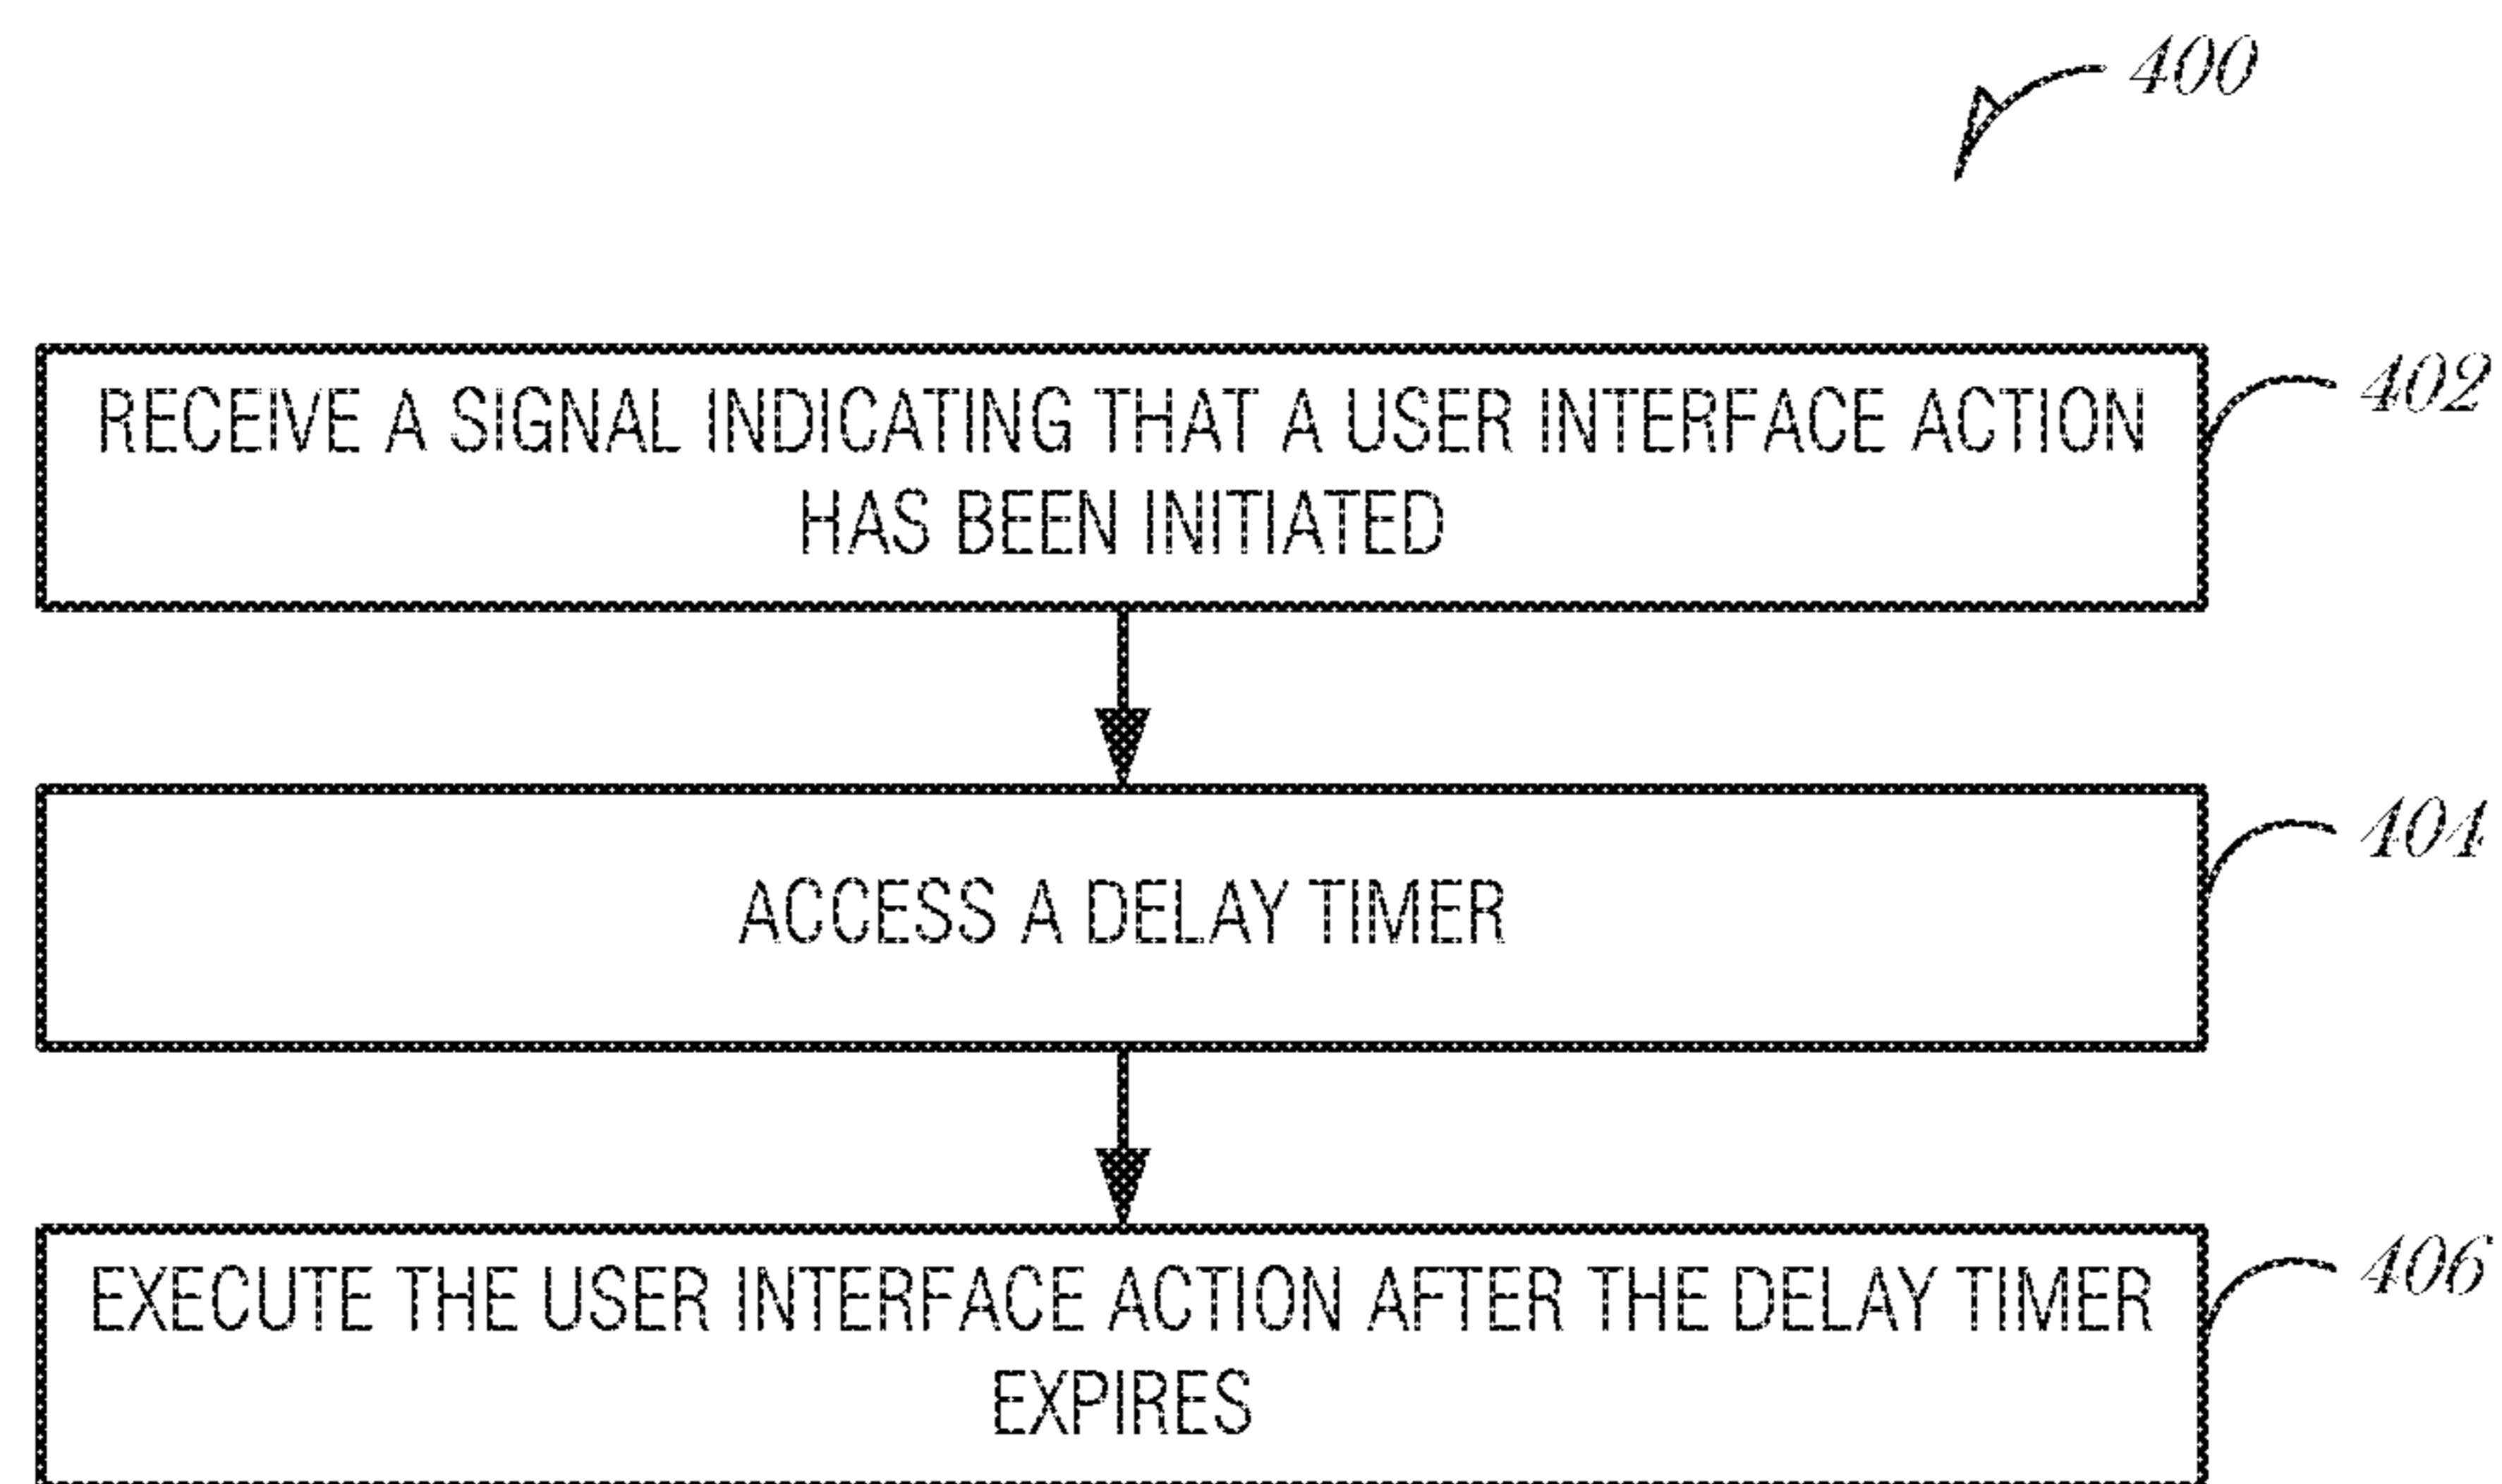 400
RECEIVE A SIGNAL INDICATING THAT A USER INTERFACE ACTION
HAS BEEN INITIATED
402
ACCESS A DELAY TIMER
404
EXECUTE THE USER INTERFACE ACTION AFTER THE DELAY TIMER
EXPIRES
406